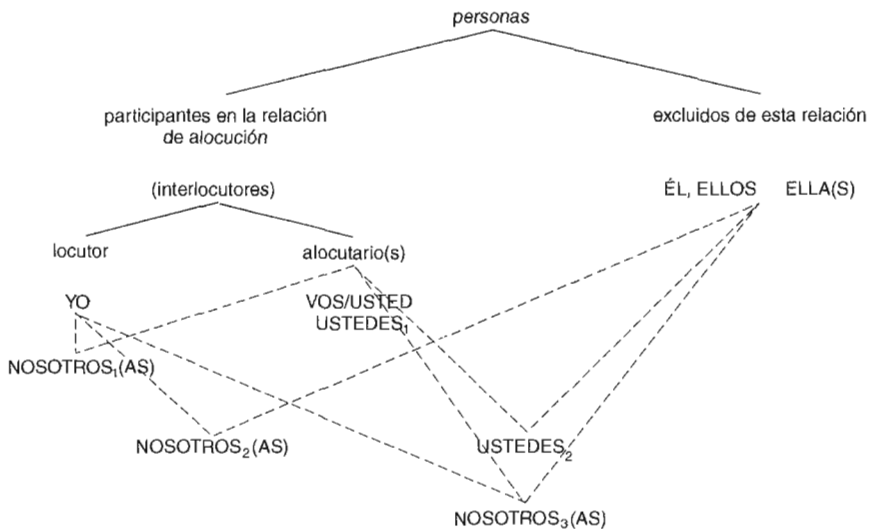 personas
participantes en la relación
de alocución
excluidos de esta relación
(interlocutores)
ÉL, ELLOS ELLA(S)
locutor
alocutario(s)
YO
VOS/USTED
USTEDES₁
NOSOTROS₁(AS)
NOSOTROS₂(AS)
USTEDES₂
NOSOTROS₃(AS)